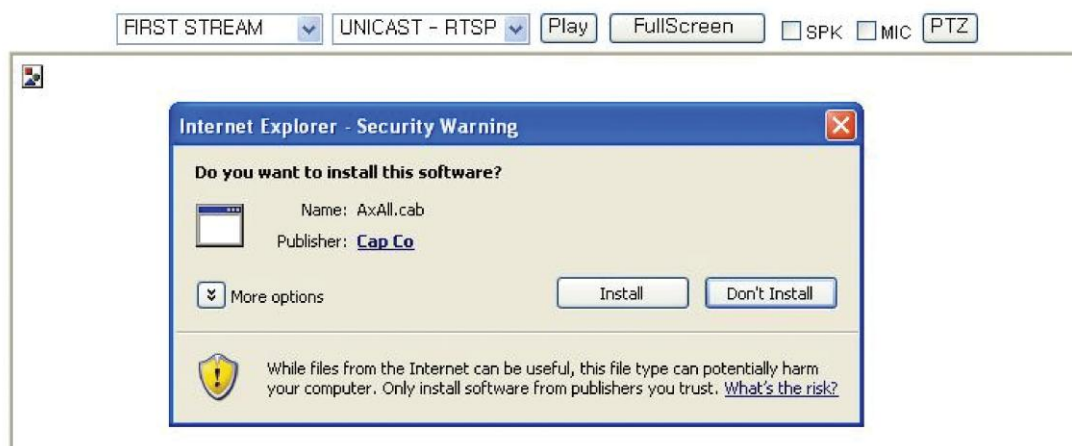 FIRST STREAM UNICAST - RTSP Play FullScreen SPK MIC PTZ
Internet Explorer - Security Warning
Do you want to install this software?
Name: AxAll.cab
Publisher: Cap Co
More options Install Don't Install
While files from the Internet can be useful, this file type can potentially harm
your computer. Only install software from publishers you trust. What's the risk?